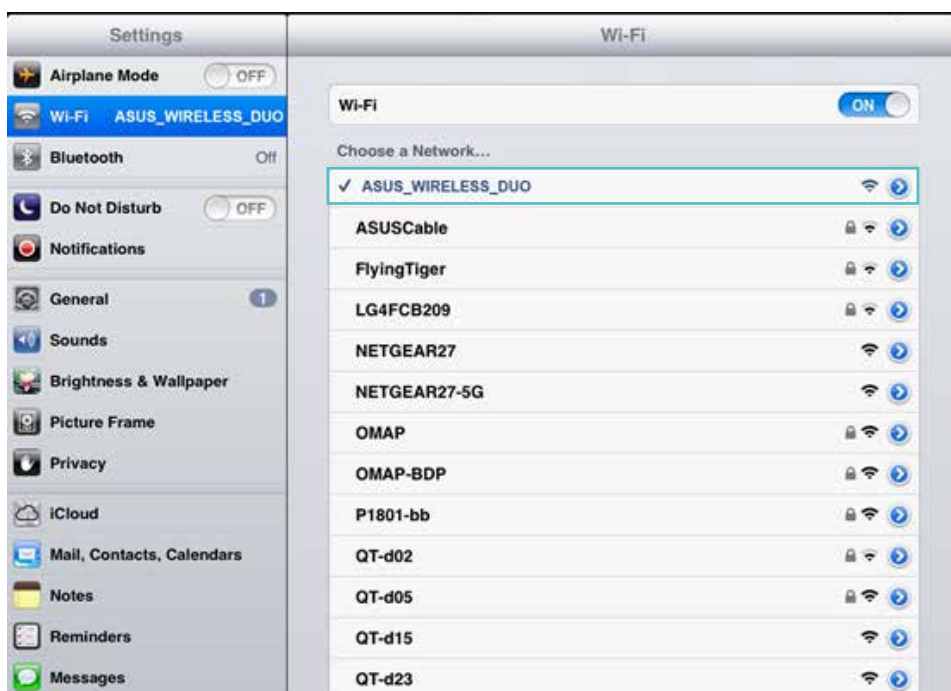 Settings
Airplane Mode OFF
Wi-Fi ASUS_WIRELESS_DUO
Bluetooth Off
Do Not Disturb OFF
Notifications
General 1
Sounds
Brightness & Wallpaper
Picture Frame
Privacy
iCloud
Mail, Contacts, Calendars
Notes
Reminders
Messages
Wi-Fi
Wi-Fi ON
Choose a Network...
✓ ASUS_WIRELESS_DUO
ASUSCable
FlyingTiger
LG4FCB209
NETGEAR27
NETGEAR27-5G
OMAP
OMAP-BDP
P1801-bb
QT-d02
QT-d05
QT-d15
QT-d23